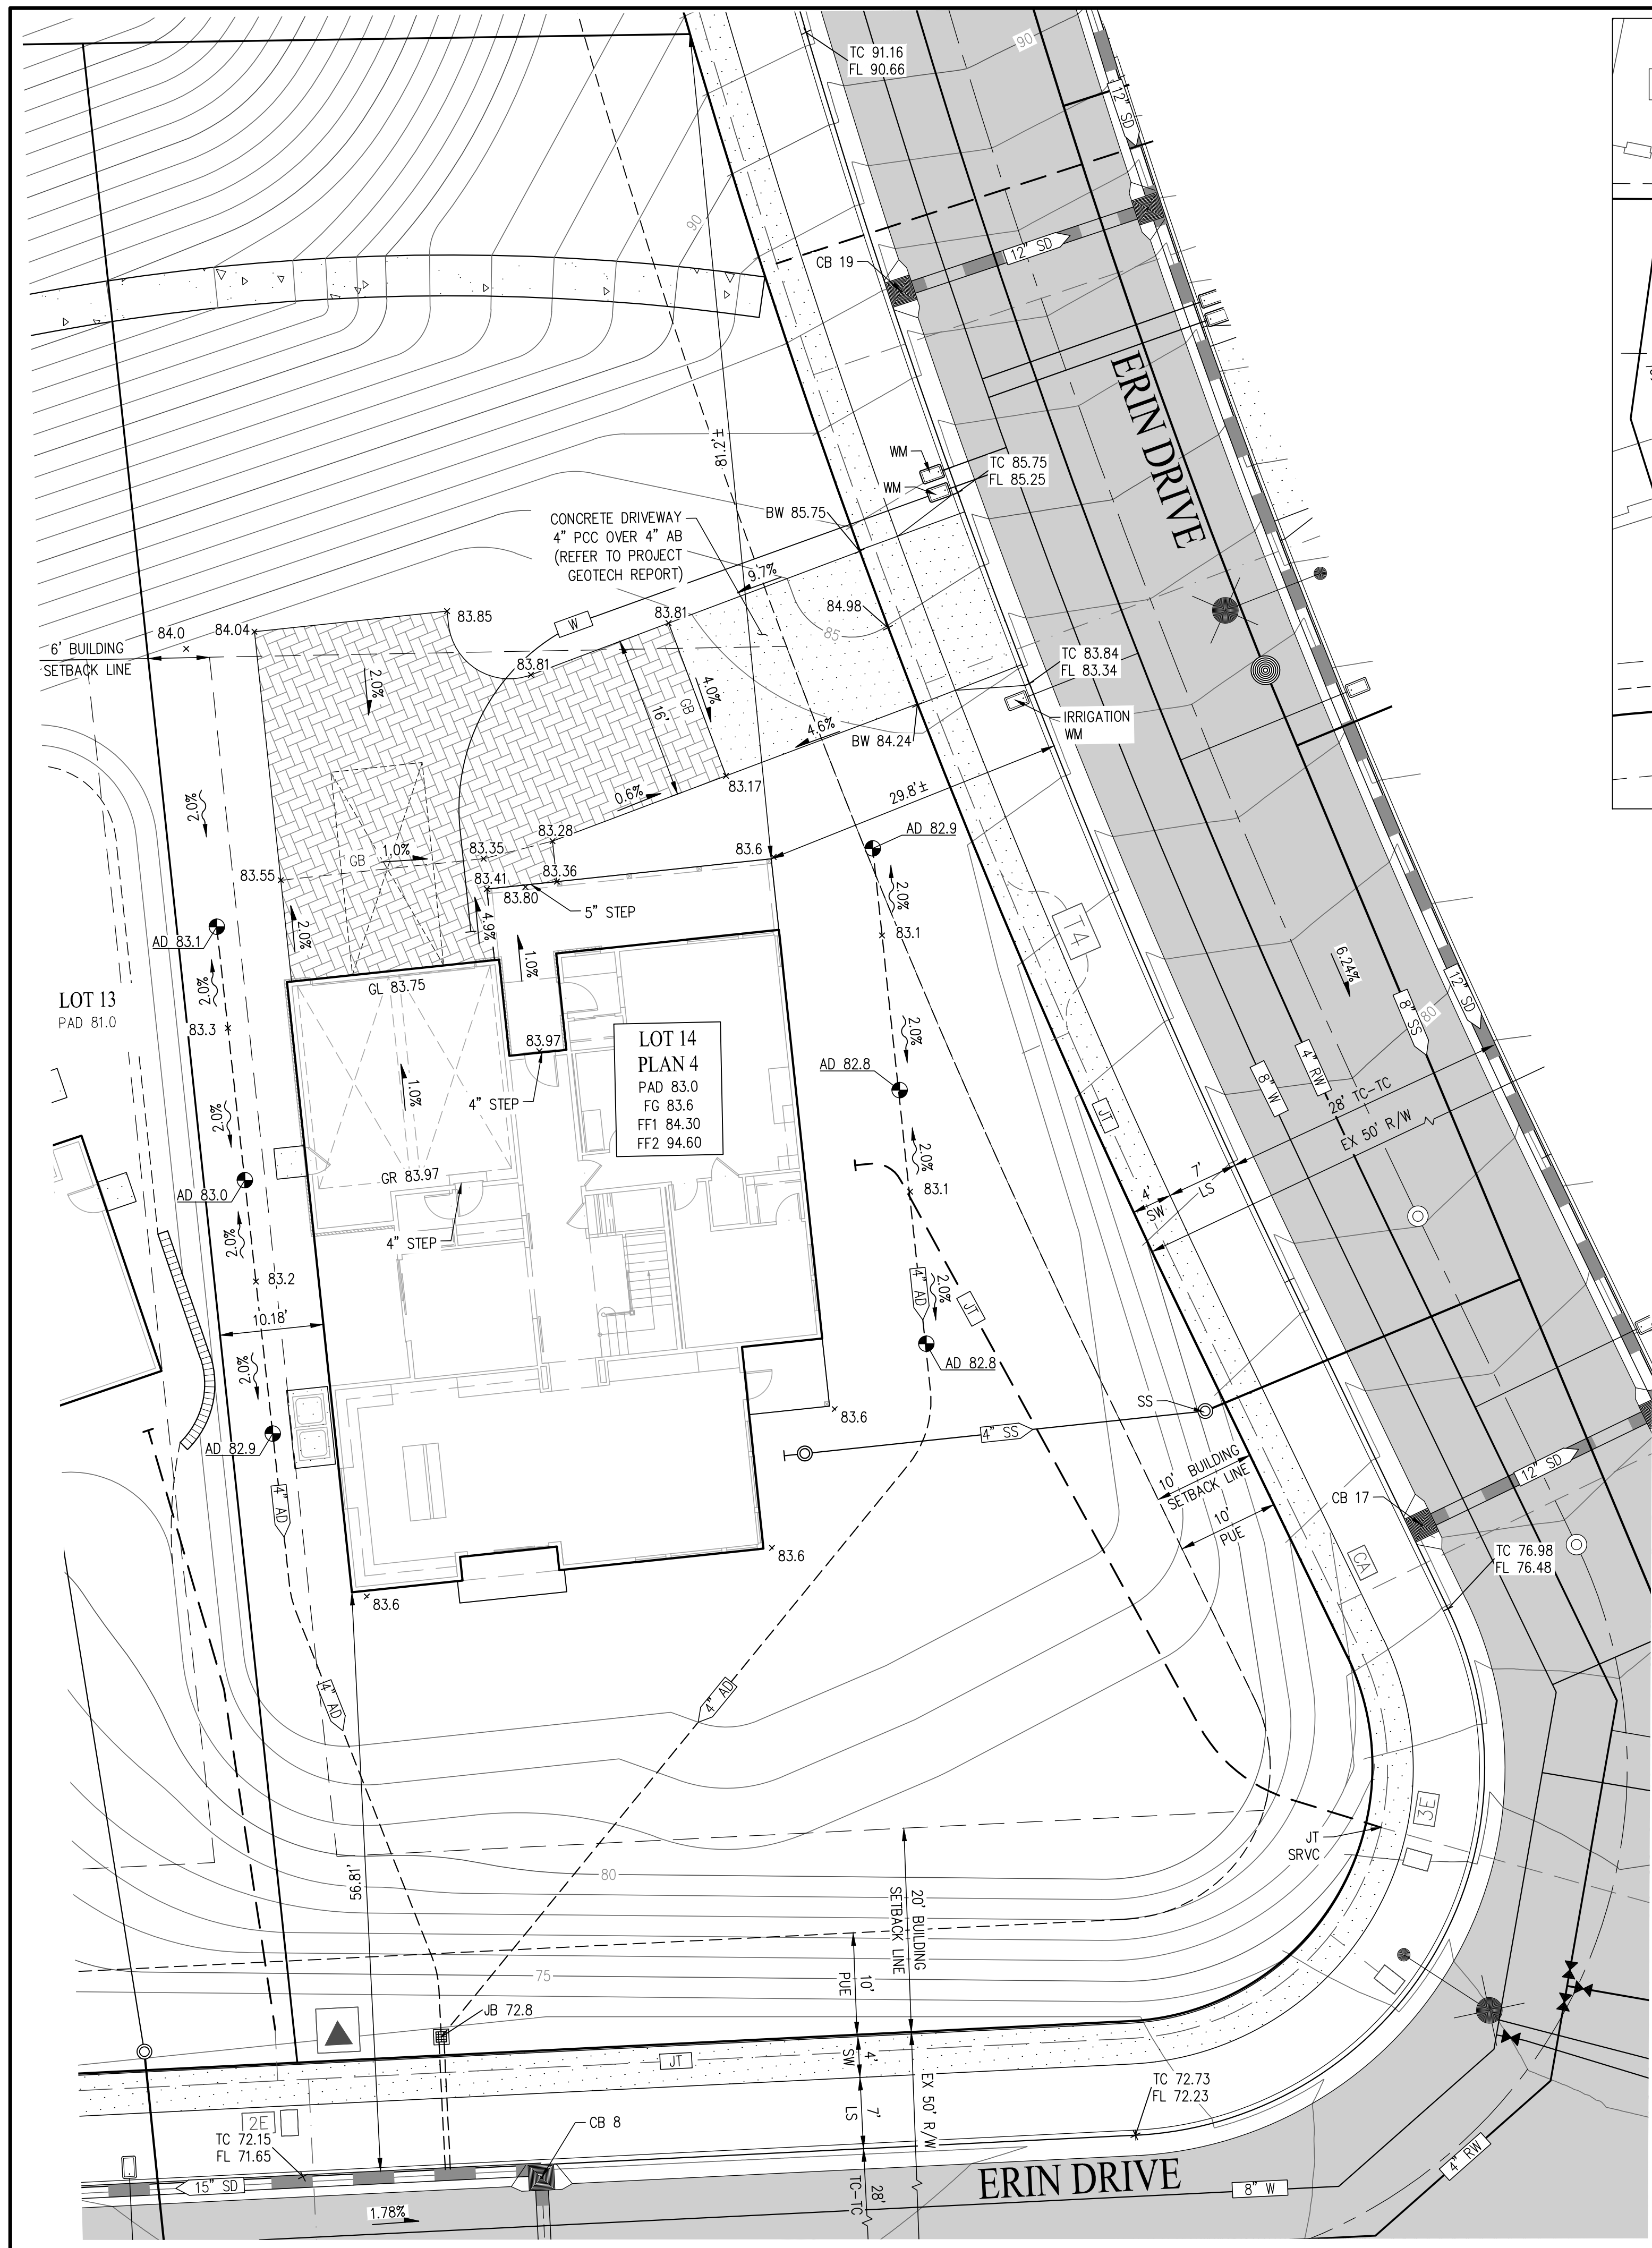 90
TC 91.16
FL 90.66
12" SD
90
CB 19
12" SD
ERIN DRIVE
81.2'±
WM
WM
TC 85.75
FL 85.25
BW 85.75
CONCRETE DRIVEWAY
4" PCC OVER 4" AB
(REFER TO PROJECT
GEOTECH REPORT)
9.7%
83.85
83.81
84.98
85
84.0
84.04
W
6' BUILDING
SETBACK LINE
83.81
2.0%
4.0%
GB
16'
TC 83.84
FL 83.34
IRRIGATION
WM
4.6%
BW 84.24
83.17
29.8'±
0.6%
2.0%
AD 82.9
83.28
83.6
83.35
GB
1.0%
83.55
83.41
83.36
83.80
5" STEP
2.0%
T4
2.0%
4.9%
83.1
AD 83.1
1.0%
6.24%
12" SD
LOT 13
PAD 81.0
GL 83.75
2.0%
8" SS
80
83.3
83.97
LOT 14
PLAN 4
PAD 83.0
FG 83.6
FF1 84.30
FF2 94.60
2.0%
AD 82.8
4" RW
8" W
28' TC-TC
EX 50' R/W
1.0%
4" STEP
JT
2.0%
2.0%
7'
LS
4'
SW
GR 83.97
83.1
AD 83.0
4" STEP
2.0%
83.2
4" AD
2.0%
JT
10.18'
AD 82.8
2.0%
SS
83.6
4" SS
AD 82.9
10' BUILDING
SETBACK LINE
12" SD
4" AD
CB 17
10'
PUE
TC 76.98
FL 76.48
CA
83.6
83.6
4" AD
4" AD
3E
JT
SRVC
56.81'
80
20' BUILDING
SETBACK LINE
75
10'
PUE
JB 72.8
JT
4'
SW
EX 50' R/W
TC 72.73
FL 72.23
2E
CB 8
7'
LS
TC 72.15
FL 71.65
4" RW
15" SD
28'
TC-TC
ERIN DRIVE
8" W
1.78%